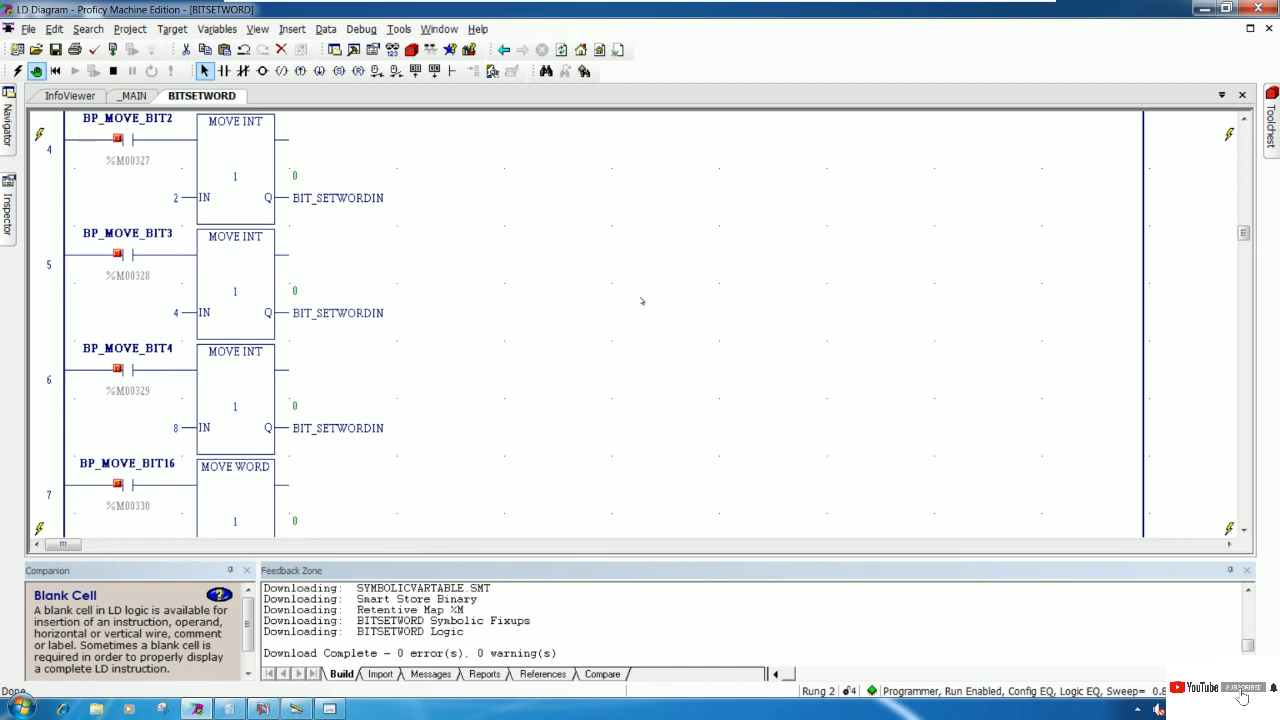 LD Diagram - Proficy Machine Edition - [BITSETWORD]
File Edit Search Project Target Variables View Insert Data Debug Tools Window Help
InfoViewer _MAIN BITSETWORD
Navigator
Inspector
Toolchest
4
BP_MOVE_BIT2
%M00327
MOVE INT
1
2 IN Q 0 BIT_SETWORDIN
5
BP_MOVE_BIT3
%M00328
MOVE INT
1
4 IN Q 0 BIT_SETWORDIN
6
BP_MOVE_BIT4
%M00329
MOVE INT
1
8 IN Q 0 BIT_SETWORDIN
7
BP_MOVE_BIT16
%M00330
MOVE WORD
1
0
Companion
Blank Cell
A blank cell in LD logic is available for
insertion of an instruction, operand,
horizontal or vertical wire, comment
or label. Sometimes a blank cell is
required in order to properly display
a complete LD instruction.
Feedback Zone
Downloading: SYMBOLICVARTABLE.SMT
Downloading: Smart Store Binary
Downloading: Retentive Map %M
Downloading: BITSETWORD Symbolic Fixups
Downloading: BITSETWORD Logic
Download Complete - 0 error(s), 0 warning(s)
Build Import Messages Reports References Compare
Done
Rung 2 4 Programmer, Run Enabled, Config EQ, Logic EQ, Sweep= 0.8
YouTube SUBSCRIBE